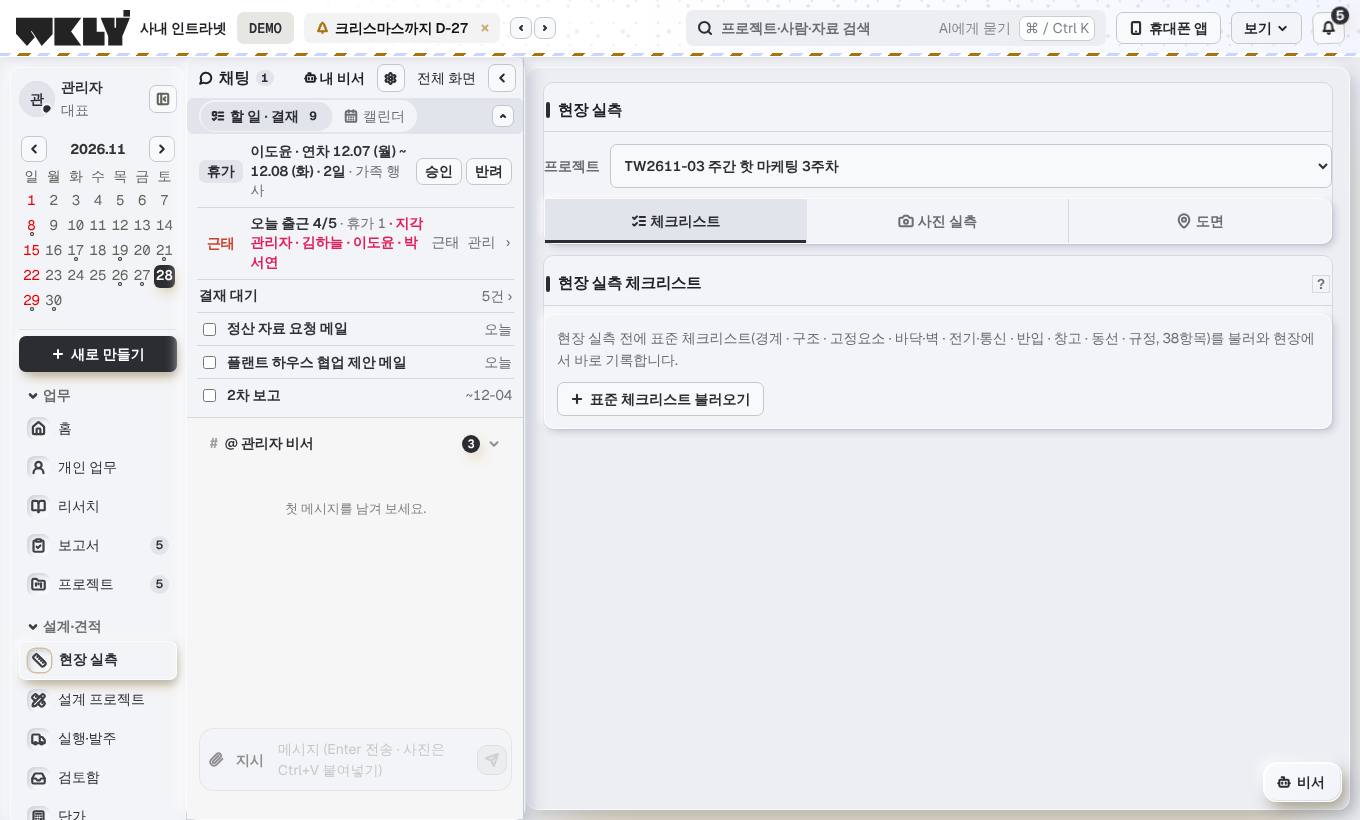 WKLY 사내 인트라넷 DEMO 크리스마스까지 D-27 × 프로젝트·사람·자료 검색 AI에게 묻기 ⌘ / Ctrl K 휴대폰 앱 보기 5
관 관리자
대표
2026.11
일 월 화 수 목 금 토
1 2 3 4 5 6 7
8 9 10 11 12 13 14
15 16 17 18 19 20 21
22 23 24 25 26 27 28
29 30
+ 새로 만들기
업무
홈
개인 업무
리서치
보고서 5
프로젝트 5
설계·견적
현장 실측
설계 프로젝트
실행·발주
검토함
단가
채팅 1 내 비서 전체 화면
할 일 · 결재 9 캘린더
휴가 이도윤 · 연차 12.07 (월) ~
12.08 (화) · 2일 · 가족 행
사
승인 반려
근태 오늘 출근 4/5 · 휴가 1 · 지각
관리자 · 김하늘 · 이도윤 · 박
서연
근태 관리 ›
결재 대기 5건 ›
정산 자료 요청 메일 오늘
플랜트 하우스 협업 제안 메일 오늘
2차 보고 ~12-04
# @ 관리자 비서 3
첫 메시지를 남겨 보세요.
지시 메시지 (Enter 전송 · 사진은
Ctrl+V 붙여넣기)
현장 실측
프로젝트 TW2611-03 주간 핫 마케팅 3주차
체크리스트 사진 실측 도면
현장 실측 체크리스트 ?
현장 실측 전에 표준 체크리스트(경계 · 구조 · 고정요소 · 바닥·벽 · 전기·통신 · 반입 · 창고 · 동선 · 규정, 38항목)를 불러와 현장에
서 바로 기록합니다.
+ 표준 체크리스트 불러오기
비서